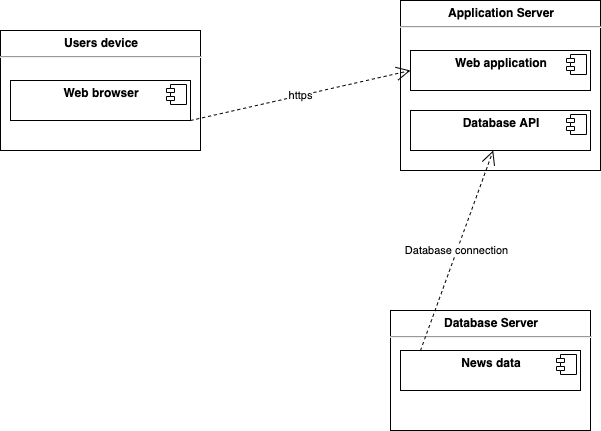 Application Server
Users device
Web application
Web browser
https
Database API
Database connection
Database Server
News data